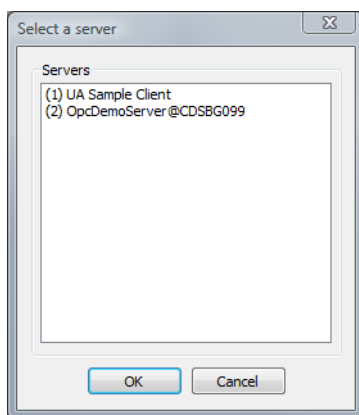 Select a server
Servers
(1) UA Sample Client
(2) OpcDemoServer@CDSBG099
OK
Cancel